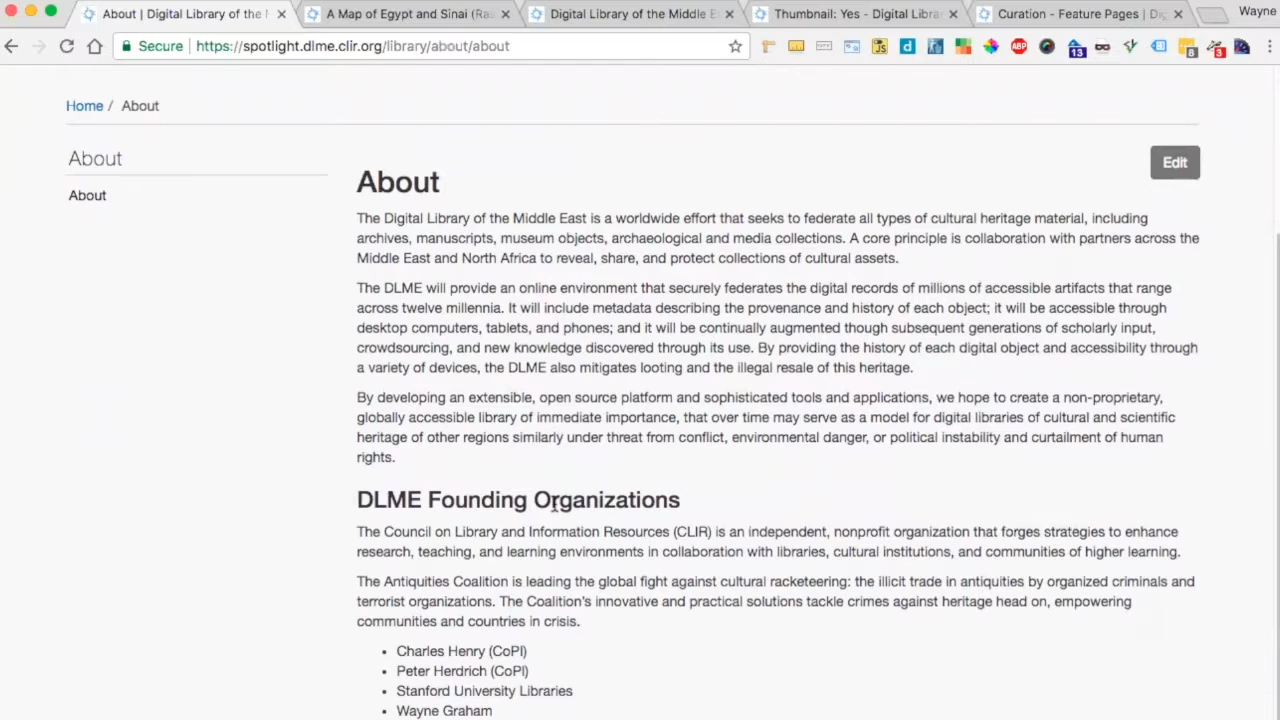 About | Digital Library of the
A Map of Egypt and Sinai (Ras
Digital Library of the Middle E
Thumbnail: Yes - Digital Libra
Curation - Feature Pages | Dig
Wayne
Secure
https://spotlight.dlme.clir.org/library/about/about
JS
d
ABP
13
8
3
Home / About
About
About
Edit
About
The Digital Library of the Middle East is a worldwide effort that seeks to federate all types of cultural heritage material, including
archives, manuscripts, museum objects, archaeological and media collections. A core principle is collaboration with partners across the
Middle East and North Africa to reveal, share, and protect collections of cultural assets.
The DLME will provide an online environment that securely federates the digital records of millions of accessible artifacts that range
across twelve millennia. It will include metadata describing the provenance and history of each object; it will be accessible through
desktop computers, tablets, and phones; and it will be continually augmented though subsequent generations of scholarly input,
crowdsourcing, and new knowledge discovered through its use. By providing the history of each digital object and accessibility through
a variety of devices, the DLME also mitigates looting and the illegal resale of this heritage.
By developing an extensible, open source platform and sophisticated tools and applications, we hope to create a non-proprietary,
globally accessible library of immediate importance, that over time may serve as a model for digital libraries of cultural and scientific
heritage of other regions similarly under threat from conflict, environmental danger, or political instability and curtailment of human
rights.
DLME Founding Organizations
The Council on Library and Information Resources (CLIR) is an independent, nonprofit organization that forges strategies to enhance
research, teaching, and learning environments in collaboration with libraries, cultural institutions, and communities of higher learning.
The Antiquities Coalition is leading the global fight against cultural racketeering: the illicit trade in antiquities by organized criminals and
terrorist organizations. The Coalition's innovative and practical solutions tackle crimes against heritage head on, empowering
communities and countries in crisis.
• Charles Henry (CoPI)
• Peter Herdrich (CoPI)
• Stanford University Libraries
• Wayne Graham